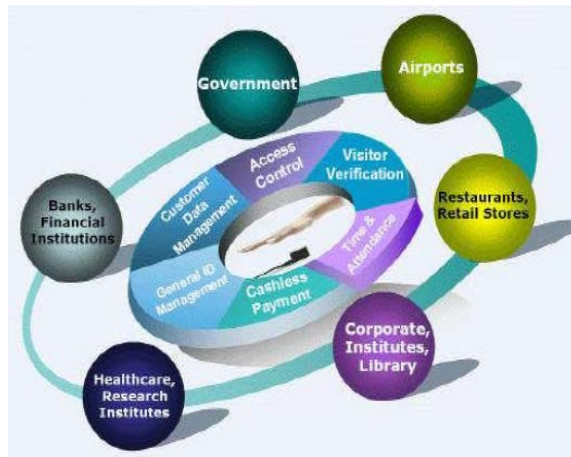 Government
Airports
Banks,
Financial
Institutions
Restaurants,
Retail Stores
Corporate,
Institutes,
Library
Healthcare,
Research
Institutes
Access
Control
Visitor
Verification
Customer
Data
Management
Time &
Attendance
General ID
Management
Cashless
Payment